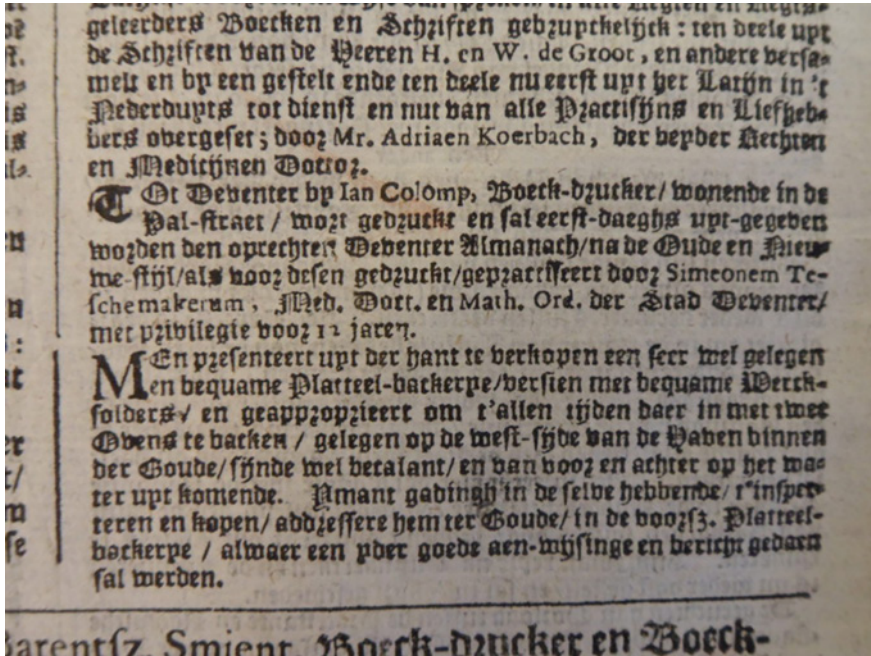 geleerders Boecken en Schriften gebruyckelijck: ten deele uyt
de Schriften van de Heeren H. en W. de Groot, en andere versa-
melt en by een gestelt ende ten deele nu eerst uyt het Latijn in 't
Nederduyts tot dienst en nut van alle Practisijns en Liefheb-
bers overgeset; door Mr. Adriaen Koerbach, der beyder Rechten
en Medicijnen Doctor.
TOt Deventer by Ian Colomp, Boeck-drucker/ wonende in de
Pal-straet / wort gedruckt en sal eerst-daeghs uyt-gegeven
worden den oprechten Deventer Almanach/na de Oude en Nieu-
we-stijl/als voor desen gedruckt/gepractiseert door Simeonem Te-
schemakerum, Med. Doct. en Math. Ord. der Stad Deventer/
met privilegie voor 12 jaren.
MEn presenteert uyt der hant te verkopen een seer wel gelegen
en bequame Platteel-backerye/versien met bequame Werck-
solders/ en geapproprieert om t'allen tijden daer in met twee
Ovens te backen / gelegen op de west-sijde van de Haven binnen
der Goude/sijnde wel betalant/en van voor en achter op het wa-
ter uyt komende. Ymant gadingh in de selve hebbende/ t'inspec-
teren en kopen/ addressere hem ter Goude/ in de voorsz. Platteel-
backerye / alwaer een yder goede aen-wijsinge en bericht gedaen
sal werden.
arentsz. Smient, Boeck-drucker en Boeck-